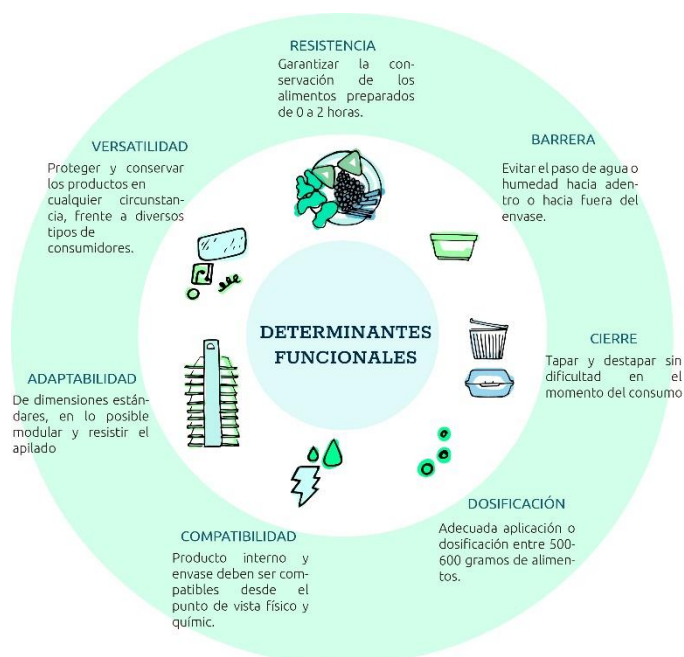 RESISTENCIA
Garantizar la con-
servación de los
alimentos preparados
de 0 a 2 horas.
BARRERA
Evitar el paso de agua o
humedad hacia aden-
tro o hacia fuera del
envase.
CIERRE
Tapar y destapar sin
dificultad en el
momento del consumo
DOSIFICACIÓN
Adecuada aplicación o
dosificación entre 500-
600 gramos de alimen-
tos.
COMPATIBILIDAD
Producto interno y
envase deben ser com-
patibles desde el
punto de vista físico y
químic.
ADAPTABILIDAD
De dimensiones están-
dares, en lo posible
modular y resistir el
apilado
VERSATILIDAD
Proteger y conservar
los productos en
cualquier circunstan-
cia, frente a diversos
tipos de
consumidores.
DETERMINANTES
FUNCIONALES